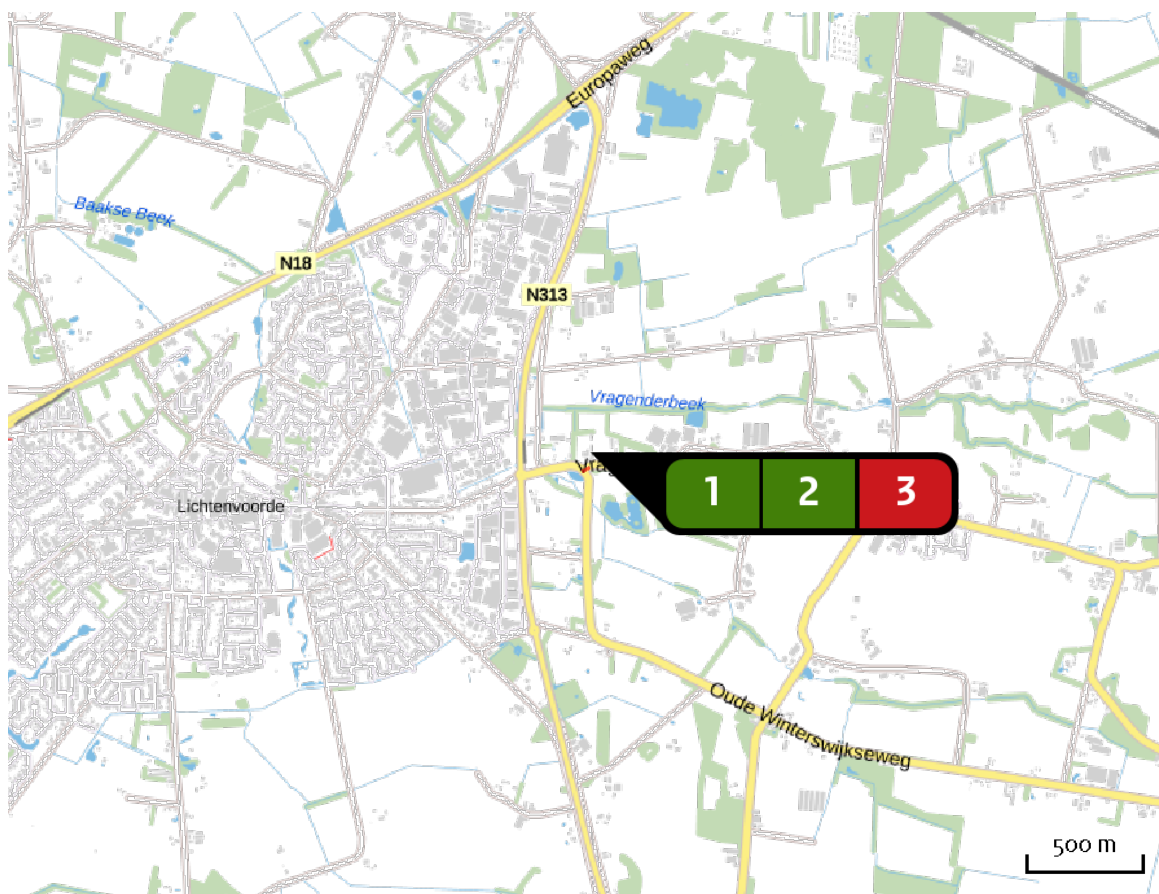 Europaweg
Baakse Beek
N18
N313
Vragenderbeek
1 2 3
Lichtenvoorde
Oude Winterswijkseweg
500 m